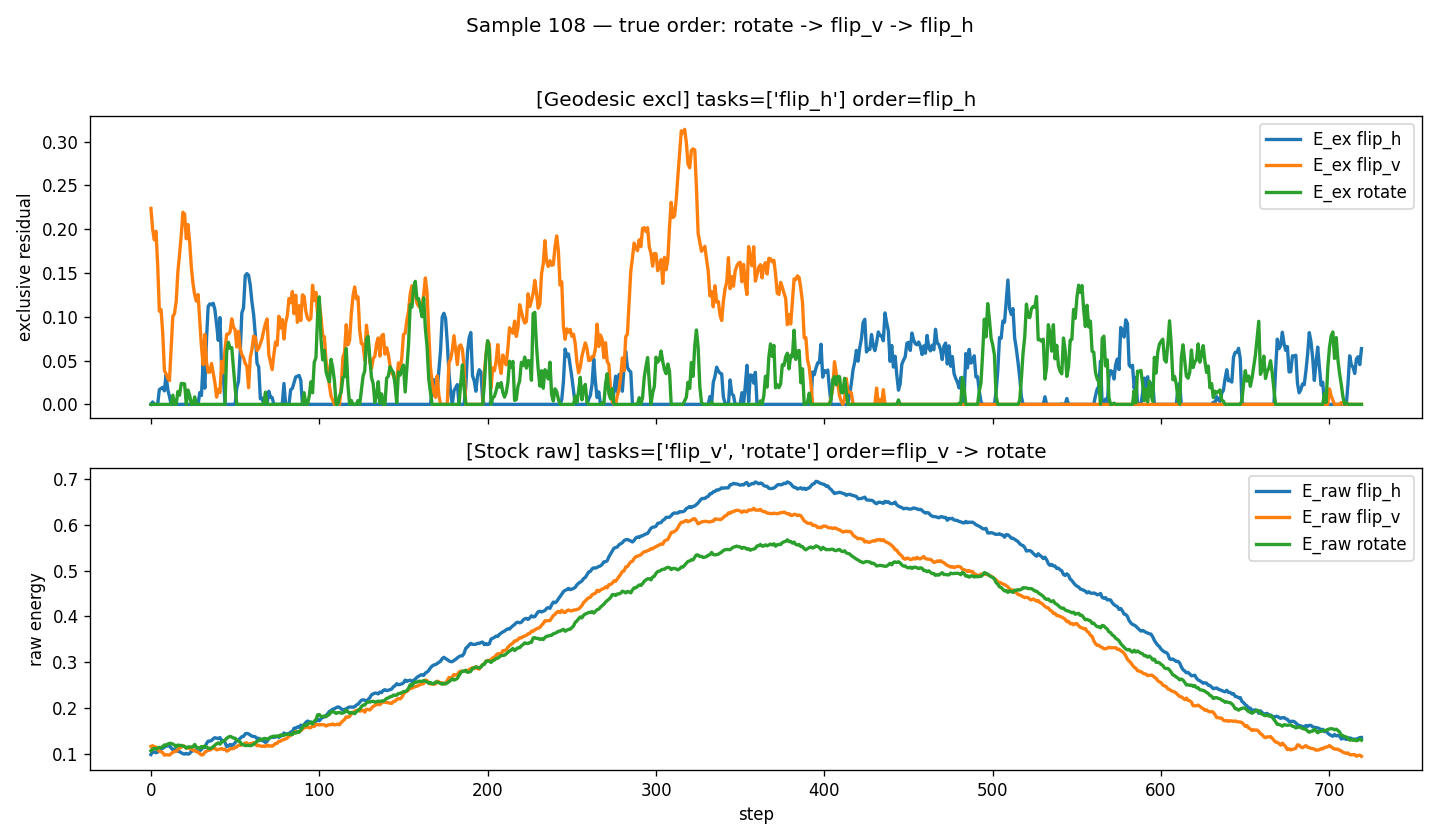 Sample 108 — true order: rotate -> flip_v -> flip_h
[Geodesic excl] tasks=['flip_h'] order=flip_h
exclusive residual
0.30
0.25
0.20
0.15
0.10
0.05
0.00
E_ex flip_h
E_ex flip_v
E_ex rotate
[Stock raw] tasks=['flip_v', 'rotate'] order=flip_v -> rotate
raw energy
0.7
0.6
0.5
0.4
0.3
0.2
0.1
E_raw flip_h
E_raw flip_v
E_raw rotate
0 100 200 300 400 500 600 700
step